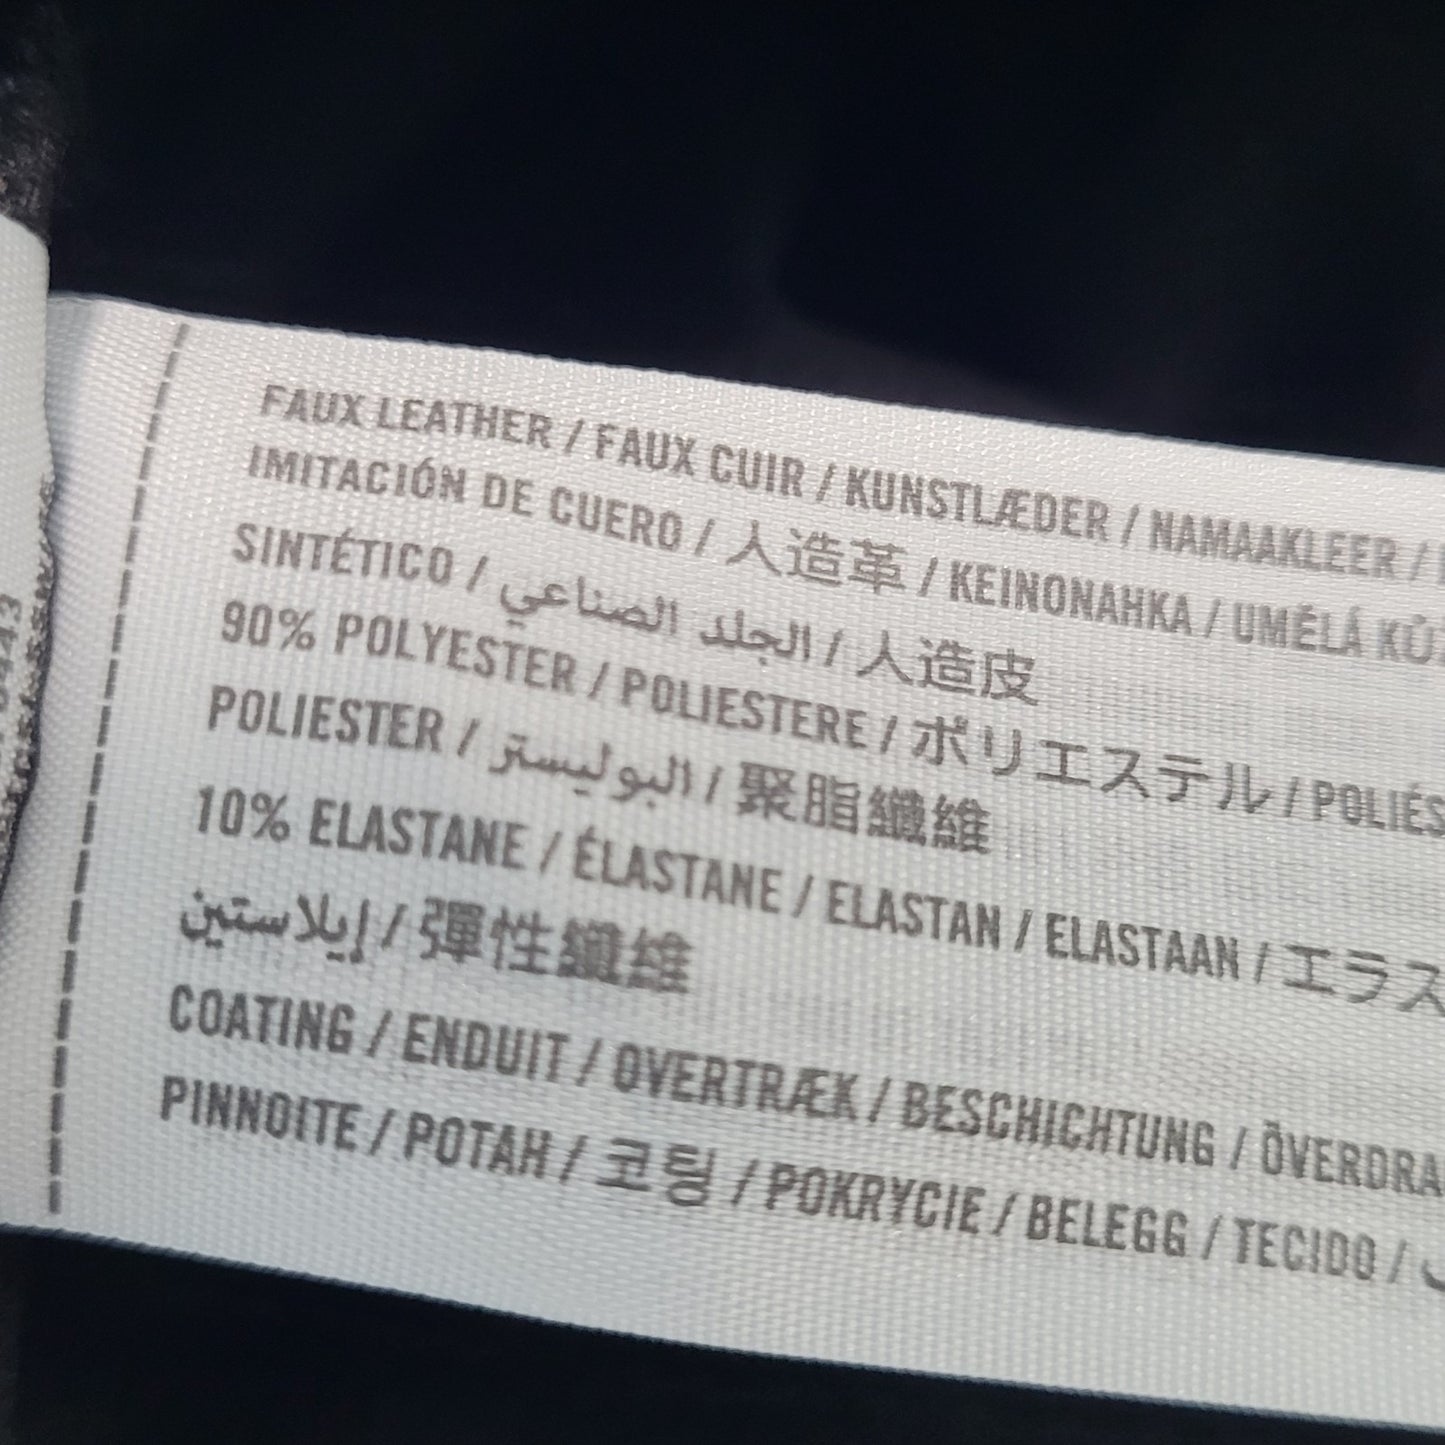 FAUX LEATHER / FAUX CUIR / KUNSTLÆDER / NAMAAKLEER /
IMITACIÓN DE CUERO / 人造革 / KEINONAHKA / UMĚLÁ
SINTÉTICO / الجلد الصناعي / 人造皮
90% POLYESTER / POLIESTERE / ポリエステル / POLIÉS
POLIESTER / البوليستر / 聚脂纖維
10% ELASTANE / ÉLASTANE / ELASTAN / ELASTAAN / エラス
إيلاستين / 彈性纖維
COATING / ENDUIT / OVERTRÆK / BESCHICHTUNG / ÖVERDRA
PINNOITE / POTAH / 코팅 / POKRYCIE / BELEGG / TECIDO /